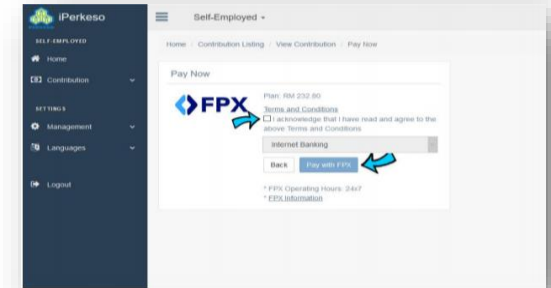 iPerkeso
Self-Employed
SELF-EMPLOYED
Home
Contribution
SETTINGS
Management
Languages
Logout
Home / Contribution Listing / View Contribution / Pay Now
Pay Now
FPX
Plan: RM 232.80
Terms and Conditions
I acknowledge that I have read and agree to the
above Terms and Conditions
Internet Banking
Back
Pay with FPX
* FPX Operating Hours: 24x7
* FPX Information